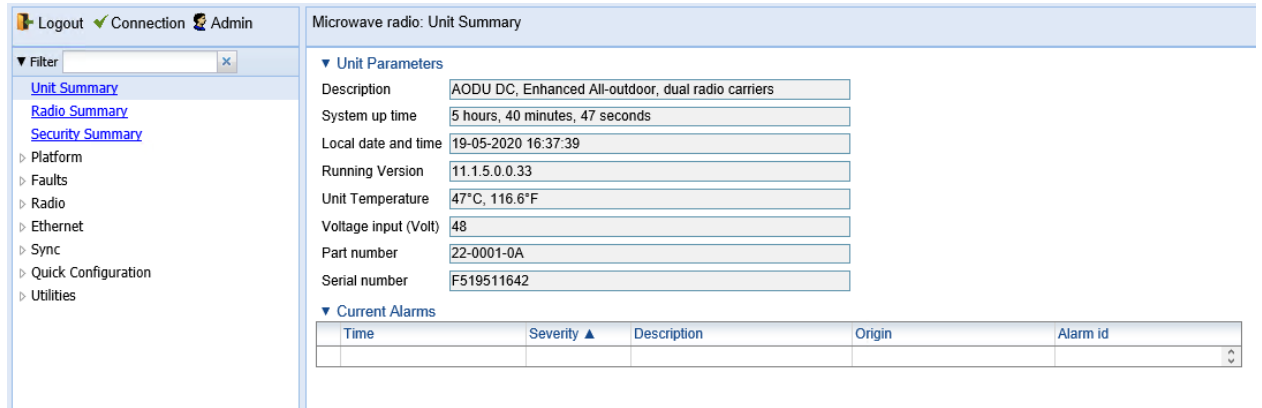 Logout Connection Admin
Filter
Unit Summary
Radio Summary
Security Summary
Platform
Faults
Radio
Ethernet
Sync
Quick Configuration
Utilities
Microwave radio: Unit Summary
Unit Parameters
Description AODU DC, Enhanced All-outdoor, dual radio carriers
System up time 5 hours, 40 minutes, 47 seconds
Local date and time 19-05-2020 16:37:39
Running Version 11.1.5.0.0.33
Unit Temperature 47°C, 116.6°F
Voltage input (Volt) 48
Part number 22-0001-0A
Serial number F519511642
Current Alarms
Time Severity ▲ Description Origin Alarm id